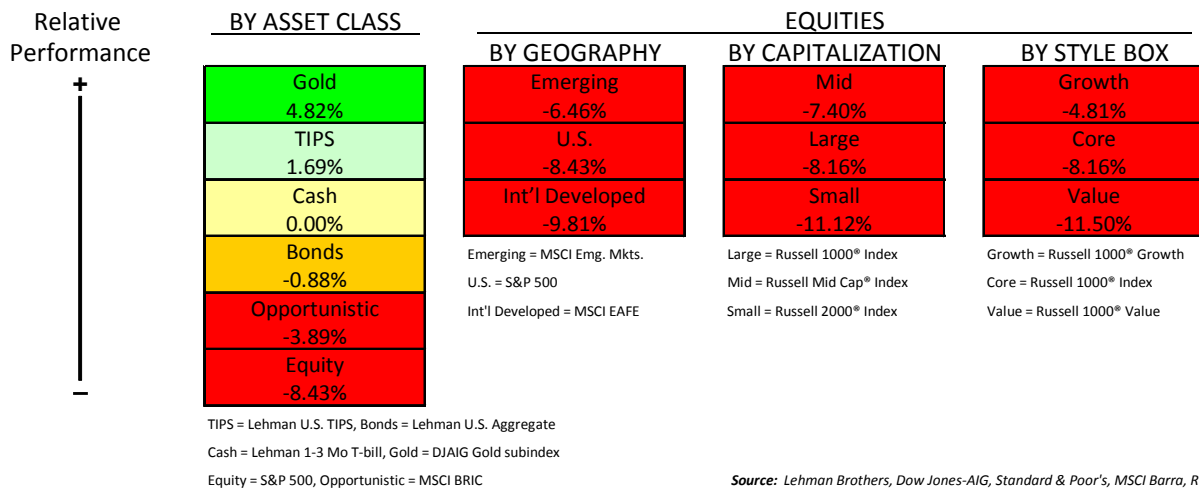 Relative
Performance
+
–
BY ASSET CLASS
Gold
4.82%
TIPS
1.69%
Cash
0.00%
Bonds
-0.88%
Opportunistic
-3.89%
Equity
-8.43%
TIPS = Lehman U.S. TIPS, Bonds = Lehman U.S. Aggregate
Cash = Lehman 1-3 Mo T-bill, Gold = DJAIG Gold subindex
Equity = S&P 500, Opportunistic = MSCI BRIC
EQUITIES
BY GEOGRAPHY
Emerging
-6.46%
U.S.
-8.43%
Int'l Developed
-9.81%
Emerging = MSCI Emg. Mkts.
U.S. = S&P 500
Int'l Developed = MSCI EAFE
BY CAPITALIZATION
Mid
-7.40%
Large
-8.16%
Small
-11.12%
Large = Russell 1000® Index
Mid = Russell Mid Cap® Index
Small = Russell 2000® Index
BY STYLE BOX
Growth
-4.81%
Core
-8.16%
Value
-11.50%
Growth = Russell 1000® Growth
Core = Russell 1000® Index
Value = Russell 1000® Value
Source: Lehman Brothers, Dow Jones-AIG, Standard & Poor's, MSCI Barra, R